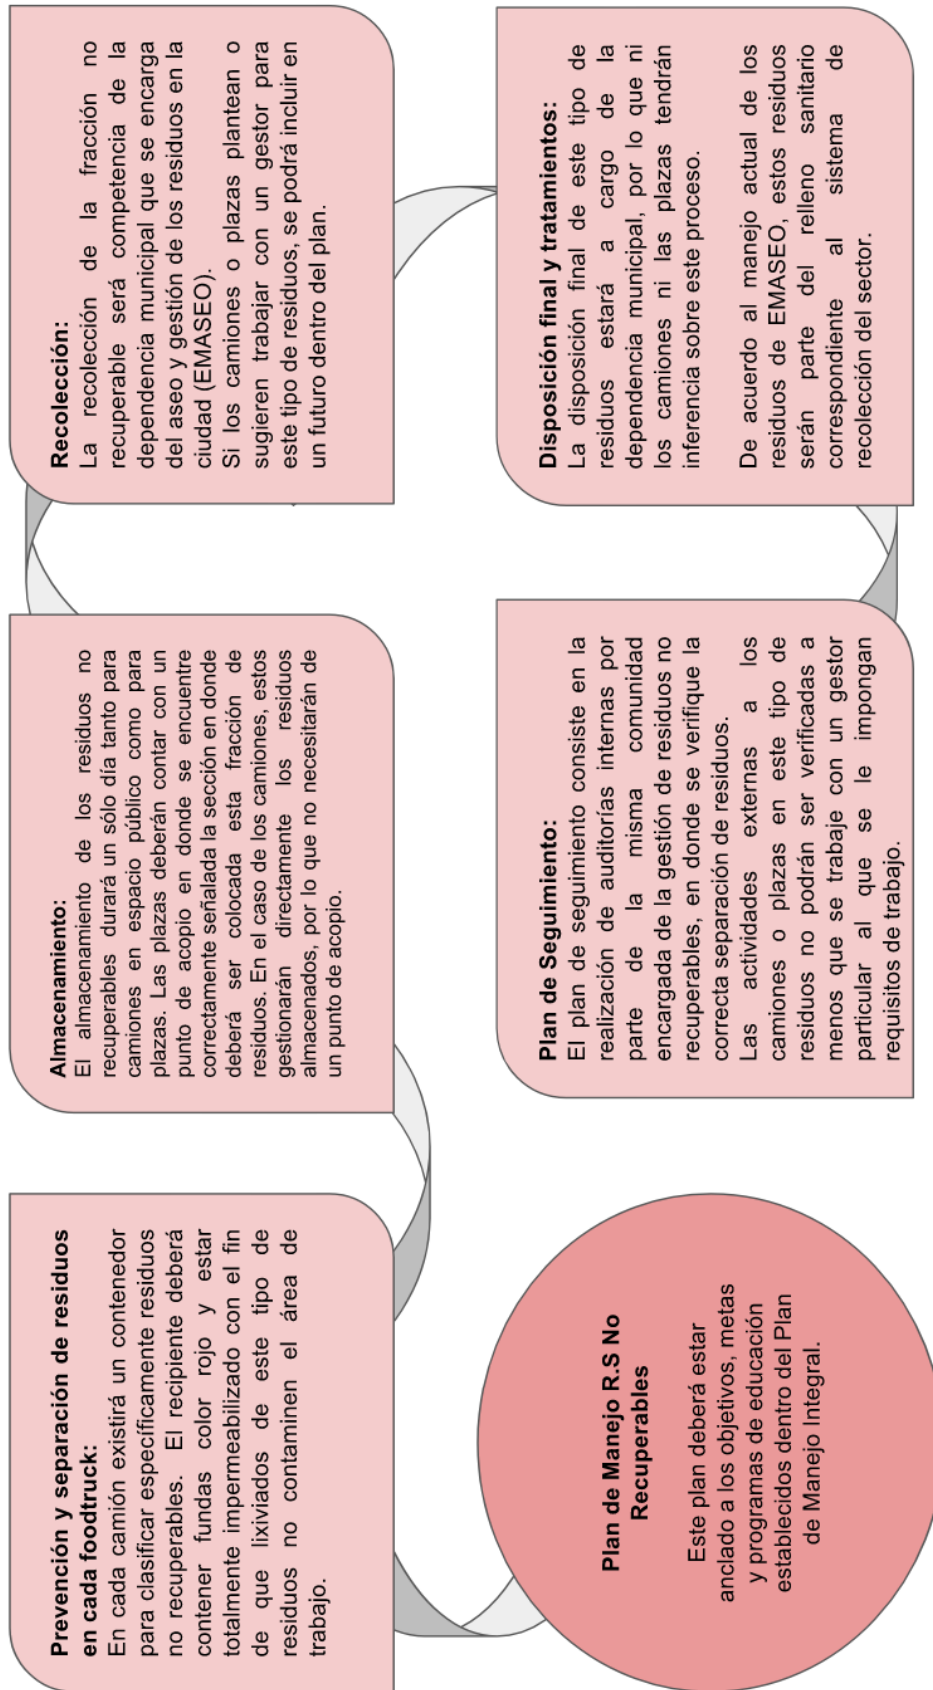 Plan de Manejo R.S No
Recuperables
Este plan deberá estar
anclado a los objetivos, metas
y programas de educación
establecidos dentro del Plan
de Manejo Integral.
Prevención y separación de residuos
en cada foodtruck:
En cada camión existirá un contenedor
para clasificar específicamente residuos
no recuperables. El recipiente deberá
contener fundas color rojo y estar
totalmente impermeabilizado con el fin
de que lixiviados de este tipo de
residuos no contaminen el área de
trabajo.
Almacenamiento:
El almacenamiento de los residuos no
recuperables durará un sólo día tanto para
camiones en espacio público como para
plazas. Las plazas deberán contar con un
punto de acopio en donde se encuentre
correctamente señalada la sección en donde
deberá ser colocada esta fracción de
residuos. En el caso de los camiones, estos
gestionarán directamente los residuos
almacenados, por lo que no necesitarán de
un punto de acopio.
Recolección:
La recolección de la fracción no
recuperable será competencia de la
dependencia municipal que se encarga
del aseo y gestión de los residuos en la
ciudad (EMASEO).
Si los camiones o plazas plantean o
sugieren trabajar con un gestor para
este tipo de residuos, se podrá incluir en
un futuro dentro del plan.
Disposición final y tratamientos:
La disposición final de este tipo de
residuos estará a cargo de la
dependencia municipal, por lo que ni
los camiones ni las plazas tendrán
inferencia sobre este proceso.
De acuerdo al manejo actual de los
residuos de EMASEO, estos residuos
serán parte del relleno sanitario
correspondiente al sistema de
recolección del sector.
Plan de Seguimiento:
El plan de seguimiento consiste en la
realización de auditorías internas por
parte de la misma comunidad
encargada de la gestión de residuos no
recuperables, en donde se verifique la
correcta separación de residuos.
Las actividades externas a los
camiones o plazas en este tipo de
residuos no podrán ser verificadas a
menos que se trabaje con un gestor
particular al que se le impongan
requisitos de trabajo.